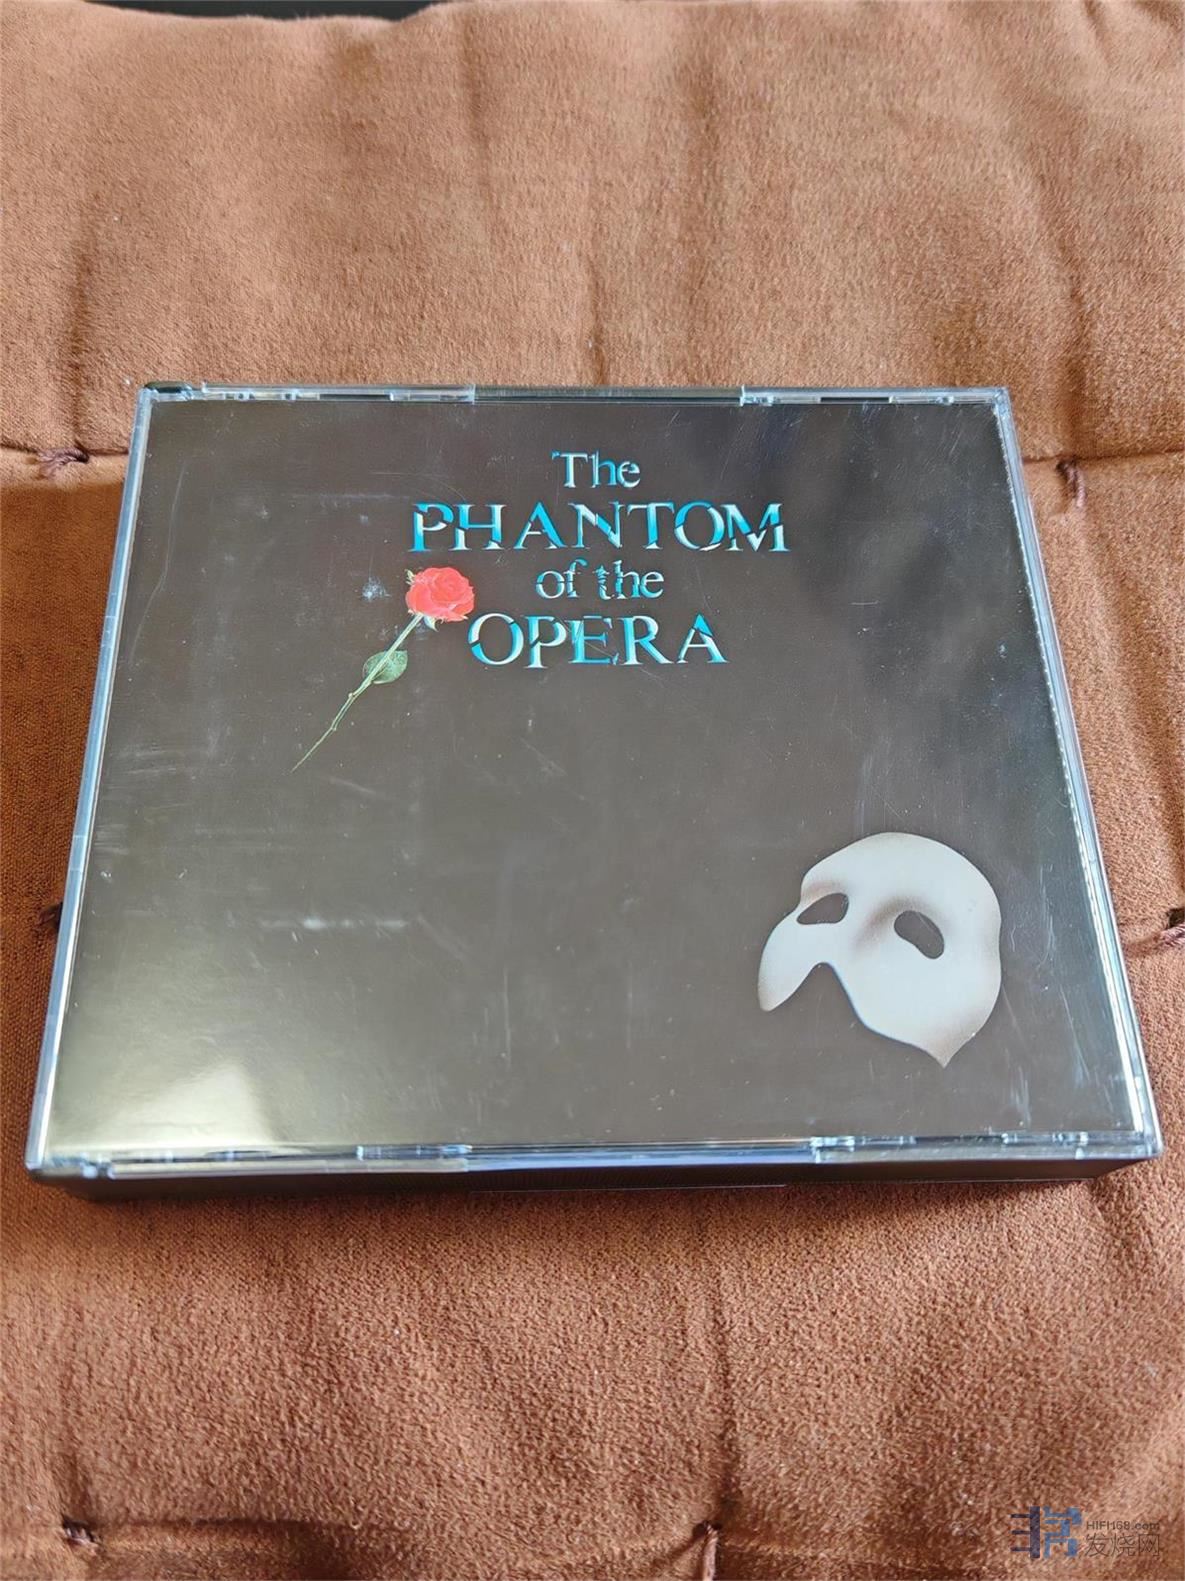 The
PHANTOM
of the
OPERA
HIFI168.com
发烧网